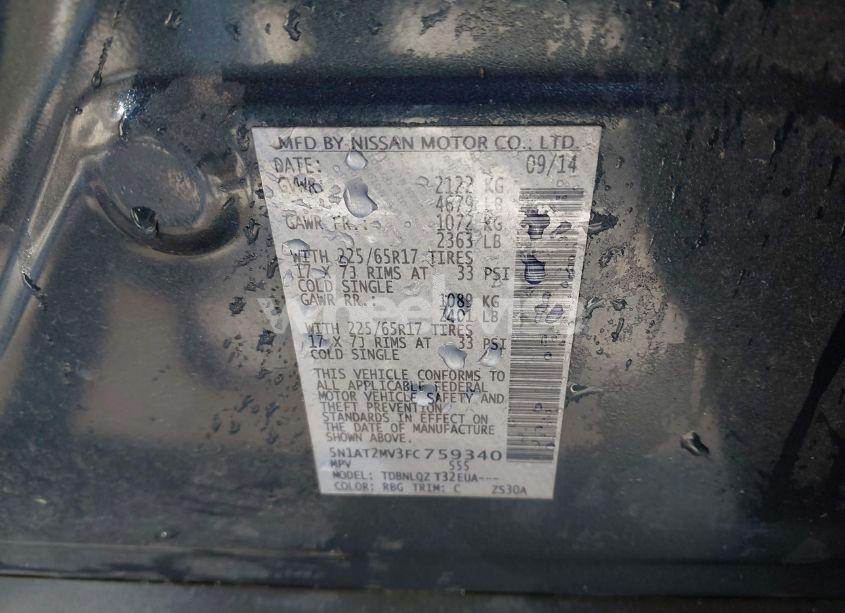 MFD BY NISSAN MOTOR CO., LTD.
DATE: 09/14
GVWR 2122 KG
4679 LB
GAWR FR.: 1072 KG
2363 LB
WITH 225/65R17 TIRES
17 X 7J RIMS AT 33 PSI
COLD SINGLE
GAWR RR.: 1089 KG
2401 LB
WITH 225/65R17 TIRES
17 X 7J RIMS AT 33 PSI
COLD SINGLE
THIS VEHICLE CONFORMS TO
ALL APPLICABLE FEDERAL
MOTOR VEHICLE SAFETY AND
THEFT PREVENTION
STANDARDS IN EFFECT ON
THE DATE OF MANUFACTURE
SHOWN ABOVE.
5N1AT2MV3FC759340
MPV 555
MODEL: TDBNLQZ T32EUA---
COLOR: RBG TRIM: C ZS30A